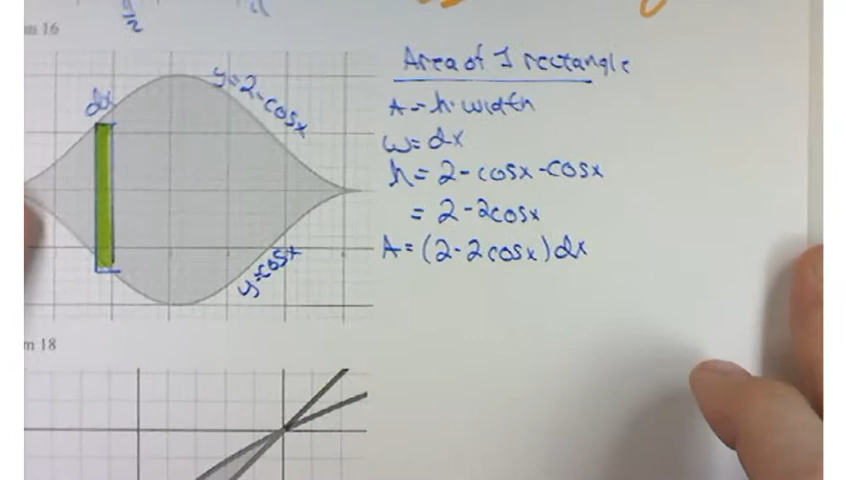 m 16
Area of 1 rectangle
y=2-cosx
dx
A=h·width
w=dx
h=2-cosx-cosx
=2-2cosx
A=(2-2cosx)dx
y=cosx
m 18